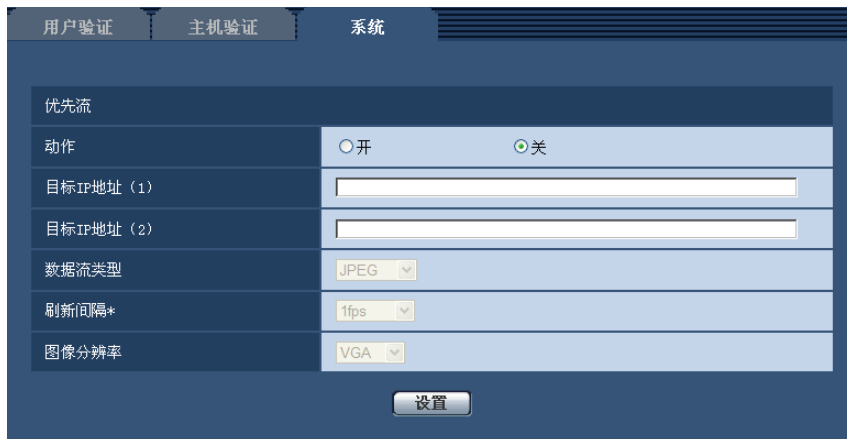 用户验证 主机验证 系统
优先流
动作 开 关
目标IP地址（1）
目标IP地址（2）
数据流类型 JPEG
刷新间隔* 1fps
图像分辨率 VGA
设置